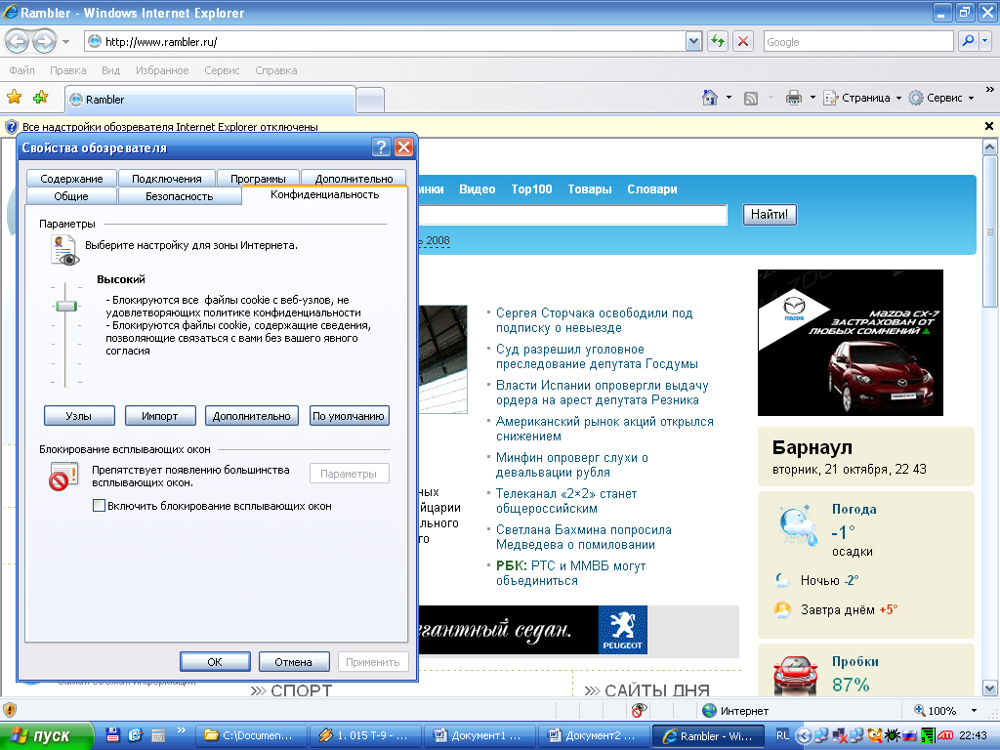 Rambler - Windows Internet Explorer
http://www.rambler.ru/
Google
Файл Правка Вид Избранное Сервис Справка
Rambler
Страница Сервис
Все надстройки обозревателя Internet Explorer отключены
Свойства обозревателя
Содержание Подключения Программы Дополнительно
Общие Безопасность Конфиденциальность
Параметры
Выберите настройку для зоны Интернета.
Высокий
- Блокируются все файлы cookie с веб-узлов, не
удовлетворяющих политике конфиденциальности
- Блокируются файлы cookie, содержащие сведения,
позволяющие связаться с вами без вашего явного
согласия
Узлы Импорт Дополнительно По умолчанию
Блокирование всплывающих окон
Препятствует появлению большинства
всплывающих окон.
Параметры
Включить блокирование всплывающих окон
ОК Отмена Применить
инки Видео Top100 Товары Словари
Найти!
ь 2008
Сергея Сторчака освободили под
подписку о невыезде
Суд разрешил уголовное
преследование депутата Госдумы
Власти Испании опровергли выдачу
ордера на арест депутата Резника
Американский рынок акций открылся
снижением
Минфин опроверг слухи о
девальвации рубля
Телеканал «2×2» станет
общероссийским
Светлана Бахмина попросила
Медведева о помиловании
РБК: РТС и ММВБ могут
объединиться
ных
йцарии
льного
го
mazda
MAZDA CX-7
ЗАСТРАХОВАН ОТ
ЛЮБЫХ СОМНЕНИЙ
Барнаул
вторник, 21 октября, 22 43
Погода
-1°
осадки
Ночью -2°
Завтра днём +5°
Пробки
87%
егантный седан.
PEUGEOT
СПОРТ
САЙТЫ ДНЯ
Интернет
100%
пуск
C:\Documen...
1. 015 Т-9 - ...
Документ1 ...
Документ2 ...
Rambler - Wi...
RL
22:43